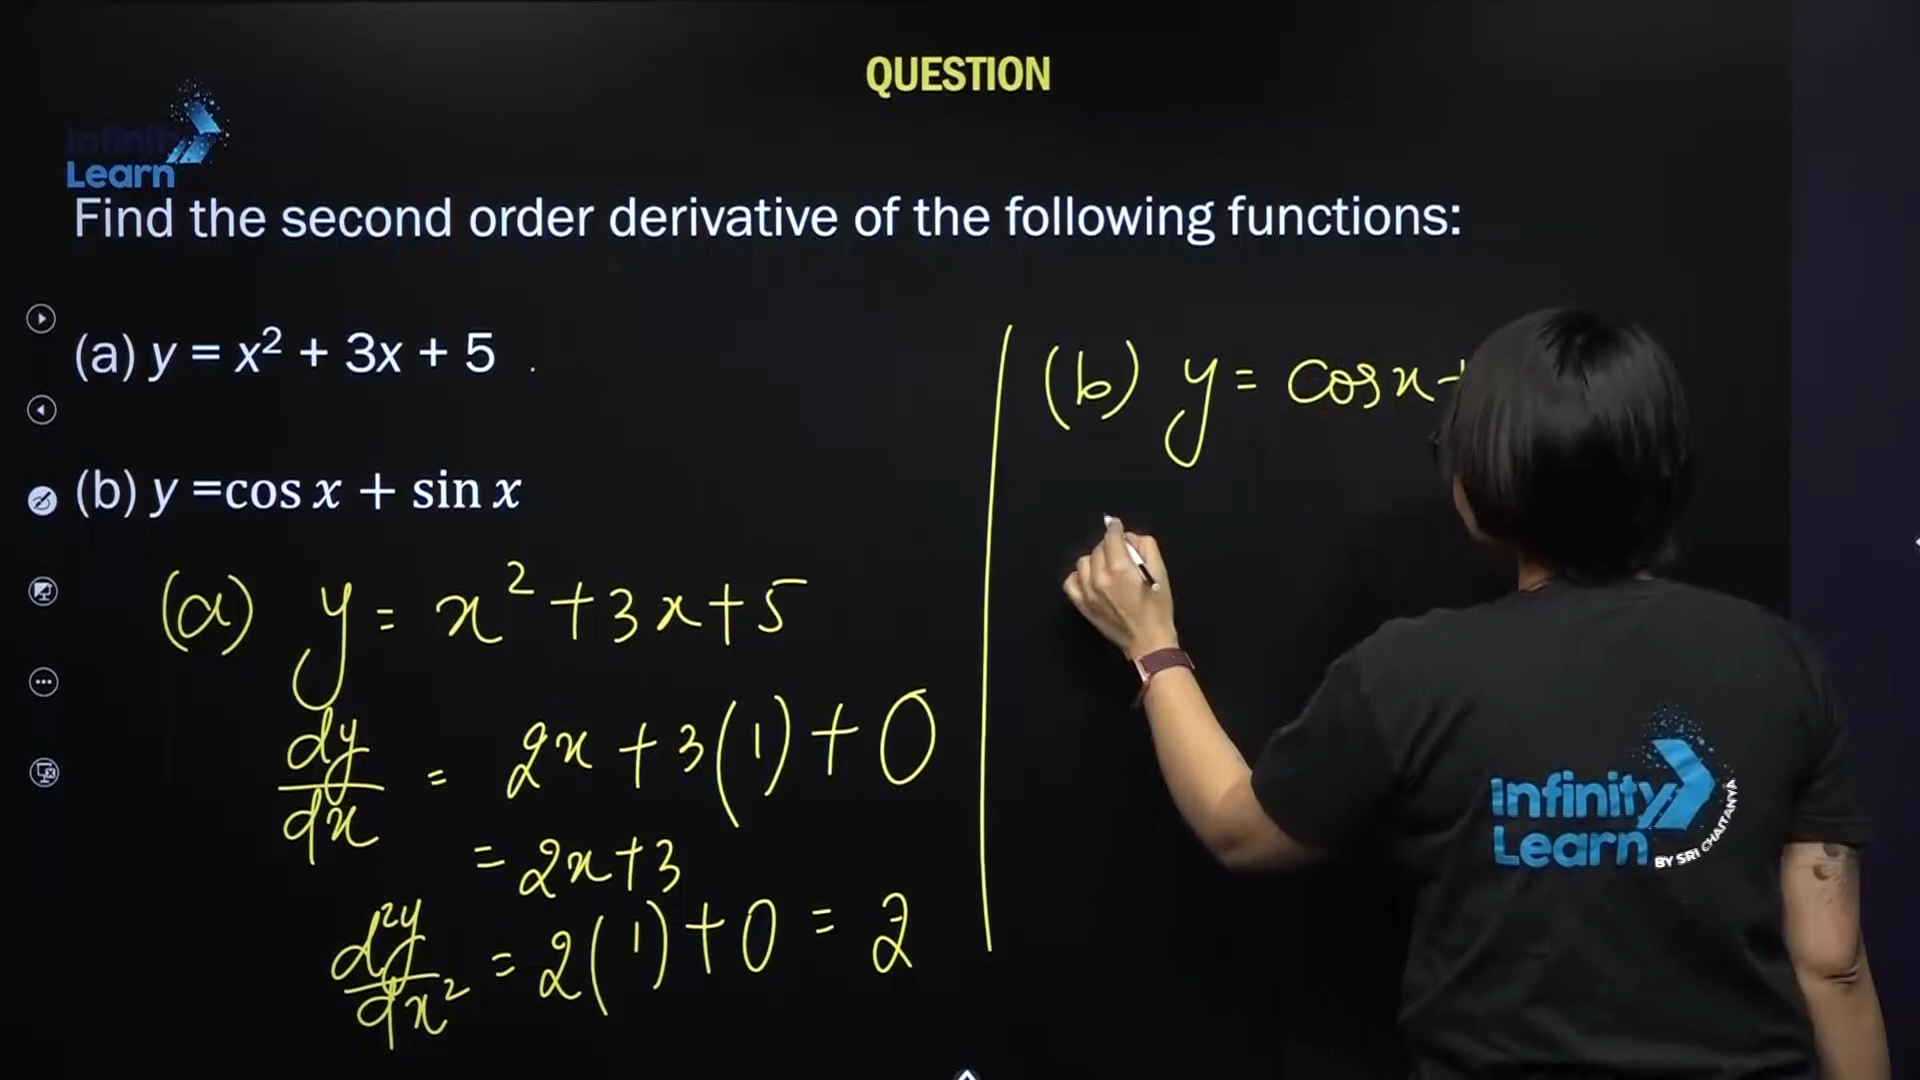 QUESTION
Infinity
Learn
Find the second order derivative of the following functions:
(a) y = x² + 3x + 5 .
(b) y =cos x + sin x
(a) y = x² + 3x + 5
dy/dx = 2x + 3(1) + 0
= 2x + 3
d²y/dx² = 2(1) + 0 = 2
(b) y = cos x +
Infinity
Learn
BY SRI CHAITANYA